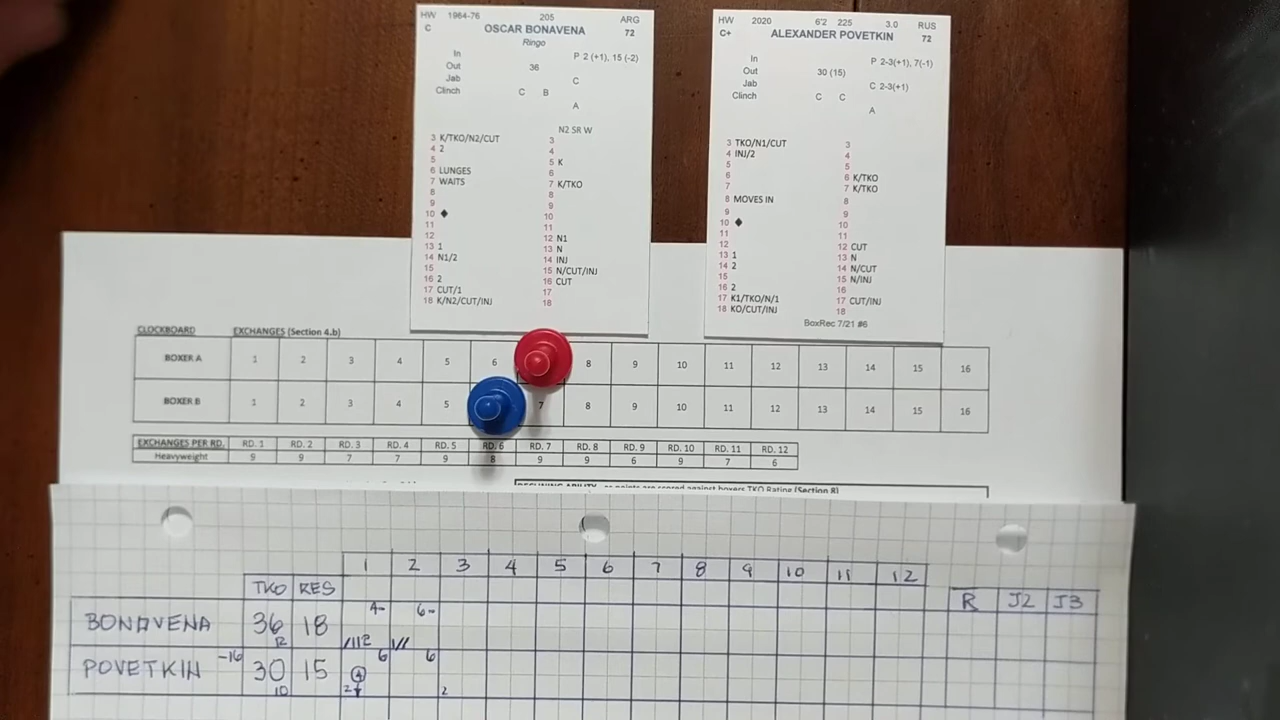 HW 1964-76 205 ARG
C OSCAR BONAVENA 72
Ringo
In P 2 (+1), 15 (-2)
Out 36
Jab C
Clinch C B
A
N2 SR W
3 K/TKO/N2/CUT 3
4 2 4
5 5 K
6 LUNGES 6
7 WAITS 7 K/TKO
8 8
9 9
10 ◆ 10
11 11
12 12 N1
13 1 13 N
14 N1/2 14 INJ
15 15 N/CUT/INJ
16 2 16 CUT
17 CUT/1 17
18 K/N2/CUT/INJ 18
HW 2020 6'2 225 3.0 RUS
C+ ALEXANDER POVETKIN 72
In P 2-3(+1), 7(-1)
Out 30 (15)
Jab C 2-3(+1)
Clinch C C
A
3 TKO/N1/CUT 3
4 INJ/2 4
5 5
6 6 K/TKO
7 7 K/TKO
8 MOVES IN 8
9 9
10 ◆ 10
11 11
12 12 CUT
13 1 13 N
14 2 14 N/CUT
15 15 N/INJ
16 2 16
17 K1/TKO/N/1 17 CUT/INJ
18 KO/CUT/INJ 18
BoxRec 7/21 #6
CLOCKBOARD EXCHANGES (Section 4.b)
BOXER A 1 2 3 4 5 6 8 9 10 11 12 13 14 15 16
BOXER B 1 2 3 4 5 7 8 9 10 11 12 13 14 15 16
EXCHANGES PER RD. RD. 1 RD. 2 RD. 3 RD. 4 RD. 5 RD. 6 RD. 7 RD. 8 RD. 9 RD. 10 RD. 11 RD. 12
Heavyweight 9 9 7 7 9 8 9 9 6 9 7 6
1 2 3 4 5 6 7 8 9 10 11 12
TKO RES R J2 J3
BONAVENA 36 18 4- 6-
12 /112 1//
POVETKIN -16 30 15 6 6
10 4 2 2